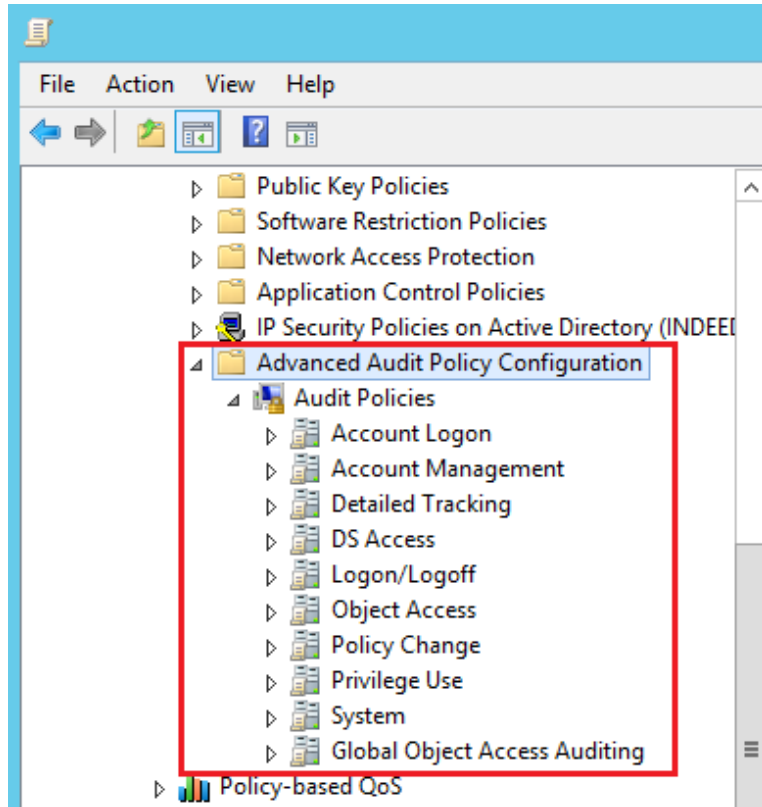 File Action View Help
Public Key Policies
Software Restriction Policies
Network Access Protection
Application Control Policies
IP Security Policies on Active Directory
Advanced Audit Policy Configuration
Audit Policies
Account Logon
Account Management
Detailed Tracking
DS Access
Logon/Logoff
Object Access
Policy Change
Privilege Use
System
Global Object Access Auditing
Policy-based QoS